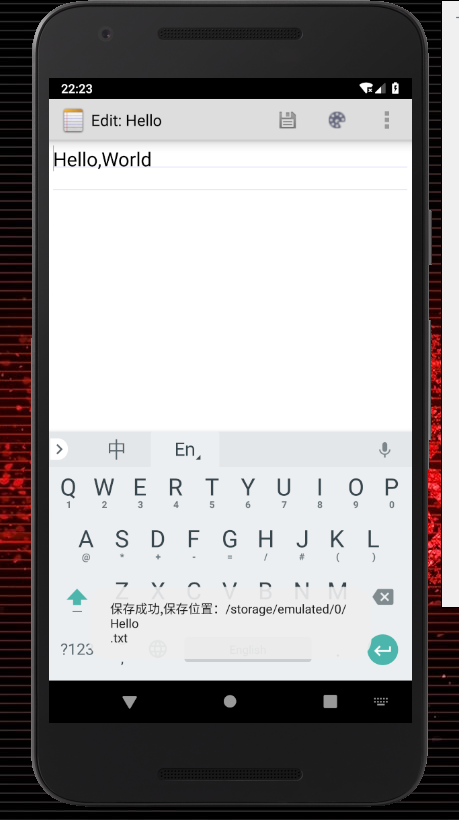 22:23
Edit: Hello
Hello,World
中 En
Q W E R T Y U I O P
1 2 3 4 5 6 7 8 9 0
A S D F G H J K L
@ * + - = / # ( )
Z X C V B N M
保存成功,保存位置：/storage/emulated/0/
Hello
.txt
?123 , English .